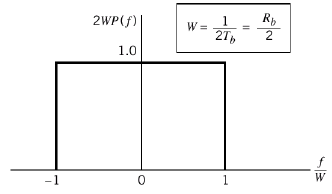 2WP(f)
W = 1/2T_b = R_b/2
1.0
-1
0
1
f/W